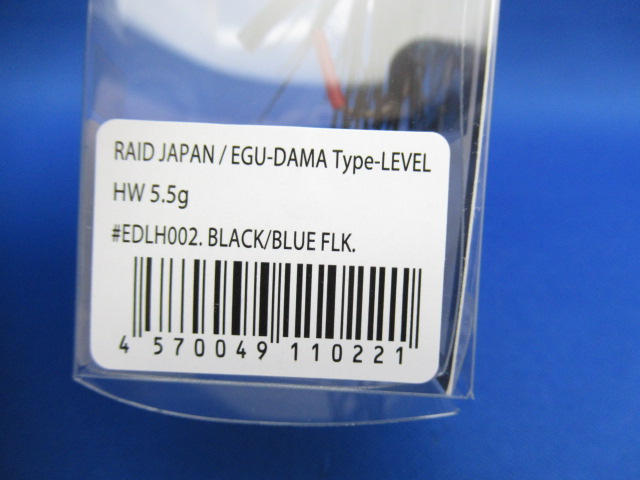 RAID JAPAN / EGU-DAMA Type-LEVEL
HW 5.5g
#EDLH002. BLACK/BLUE FLK.
4 570049 110221